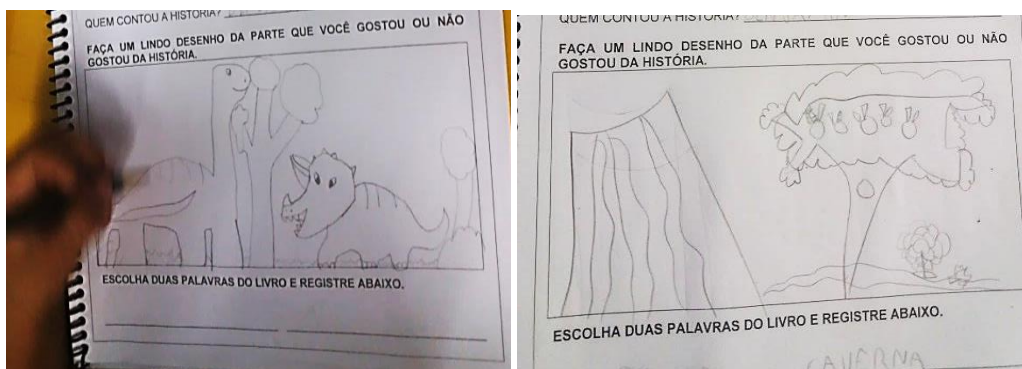 QUEM CONTOU A HISTÓRIA?
FAÇA UM LINDO DESENHO DA PARTE QUE VOCÊ GOSTOU OU NÃO
GOSTOU DA HISTÓRIA.
ESCOLHA DUAS PALAVRAS DO LIVRO E REGISTRE ABAIXO.
QUEM CONTOU A HISTÓRIA?
FAÇA UM LINDO DESENHO DA PARTE QUE VOCÊ GOSTOU OU NÃO
GOSTOU DA HISTÓRIA.
ESCOLHA DUAS PALAVRAS DO LIVRO E REGISTRE ABAIXO.
CAVERNA